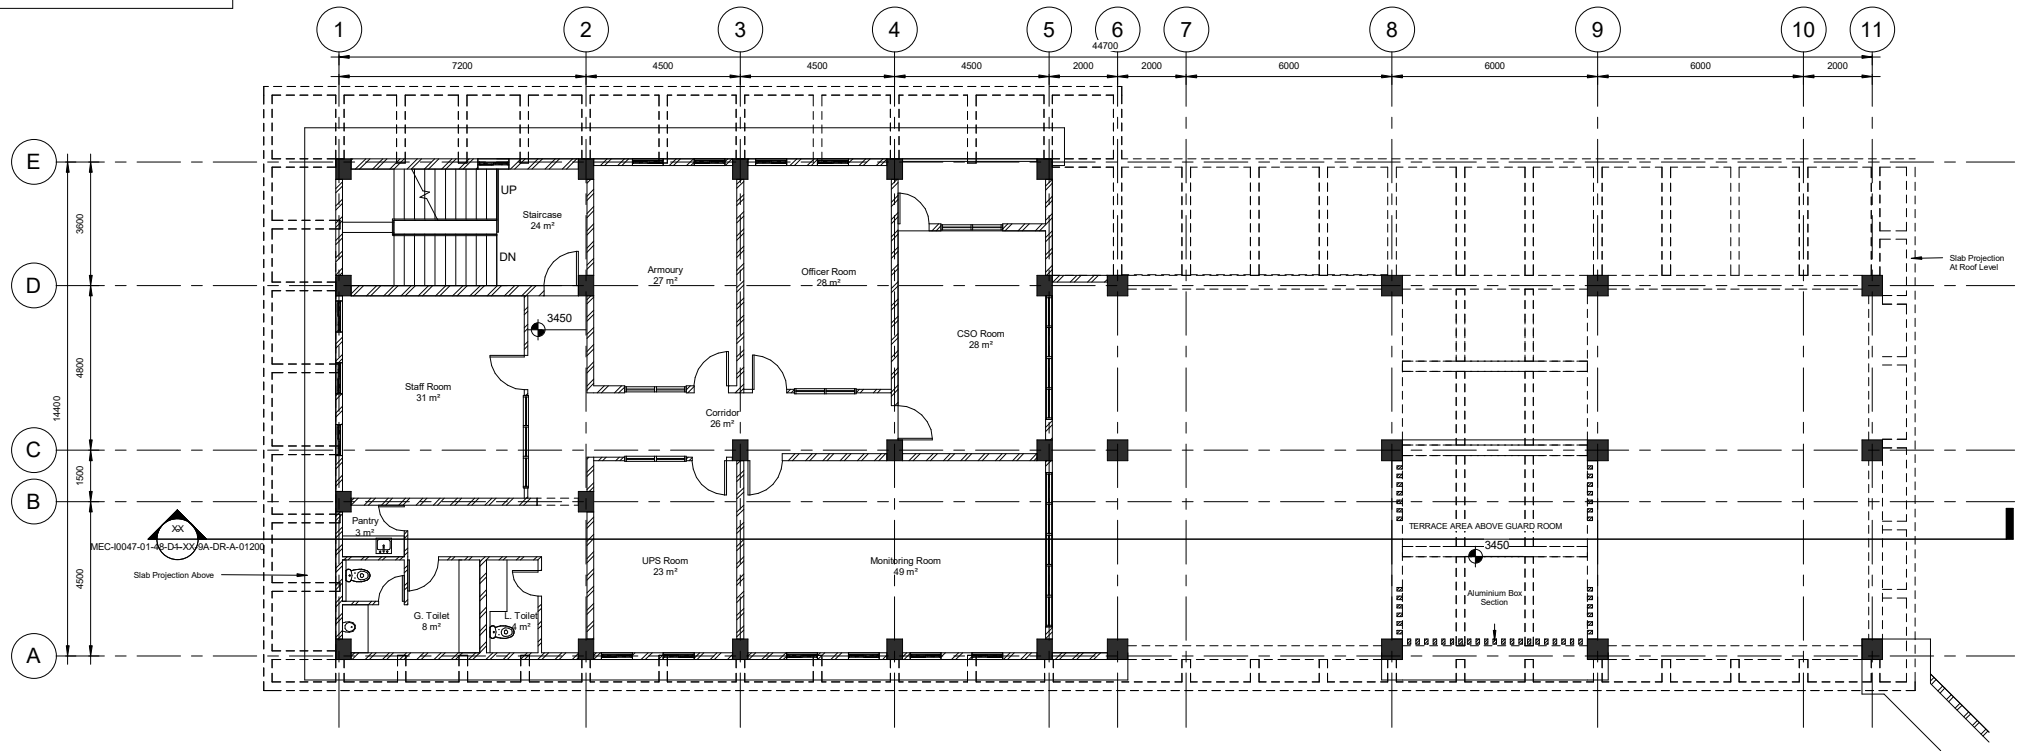 1 2 3 4 5 6 7 8 9 10 11
44700
7200 4500 4500 4500 2000 2000 6000 6000 6000 2000
E
D
C
B
A
3600
4800
14400
1500
4500
UP
DN
Staircase
24 m²
Armoury
27 m²
Officer Room
28 m²
CSO Room
28 m²
3450
Staff Room
31 m²
Corridor
26 m²
Pantry
3 m²
XX
MEC-I0047-01-48-D1-XX-9A-DR-A-01200
Slab Projection Above
G. Toilet
8 m²
L. Toilet
4 m²
UPS Room
23 m²
Monitoring Room
49 m²
TERRACE AREA ABOVE GUARD ROOM
3450
Aluminium Box
Section
Slab Projection
At Roof Level